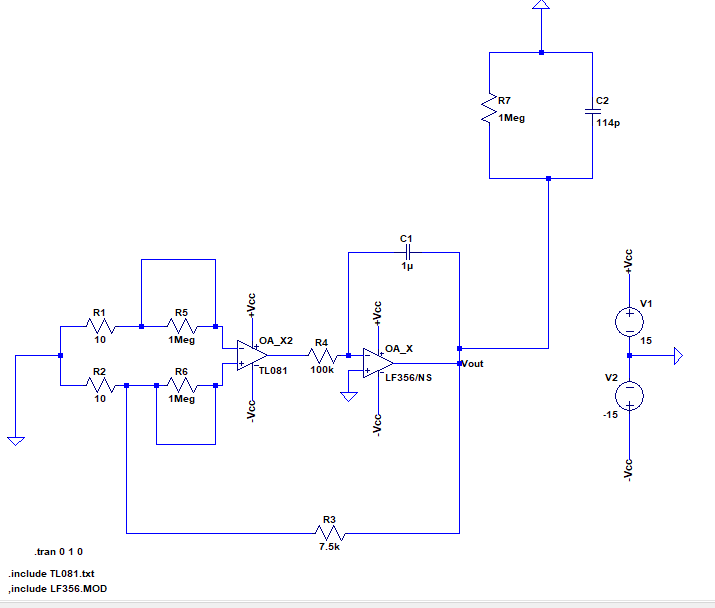 R7
1Meg
C2
114p
C1
1µ
+Vcc
V1
15
V2
-15
-Vcc
R1
10
R5
1Meg
+Vcc
OA_X2
TL081
-Vcc
R2
10
R6
1Meg
R4
100k
+Vcc
OA_X
LF356/NS
-Vcc
Vout
R3
7.5k
.tran 0 1 0
.include TL081.txt
,include LF356.MOD